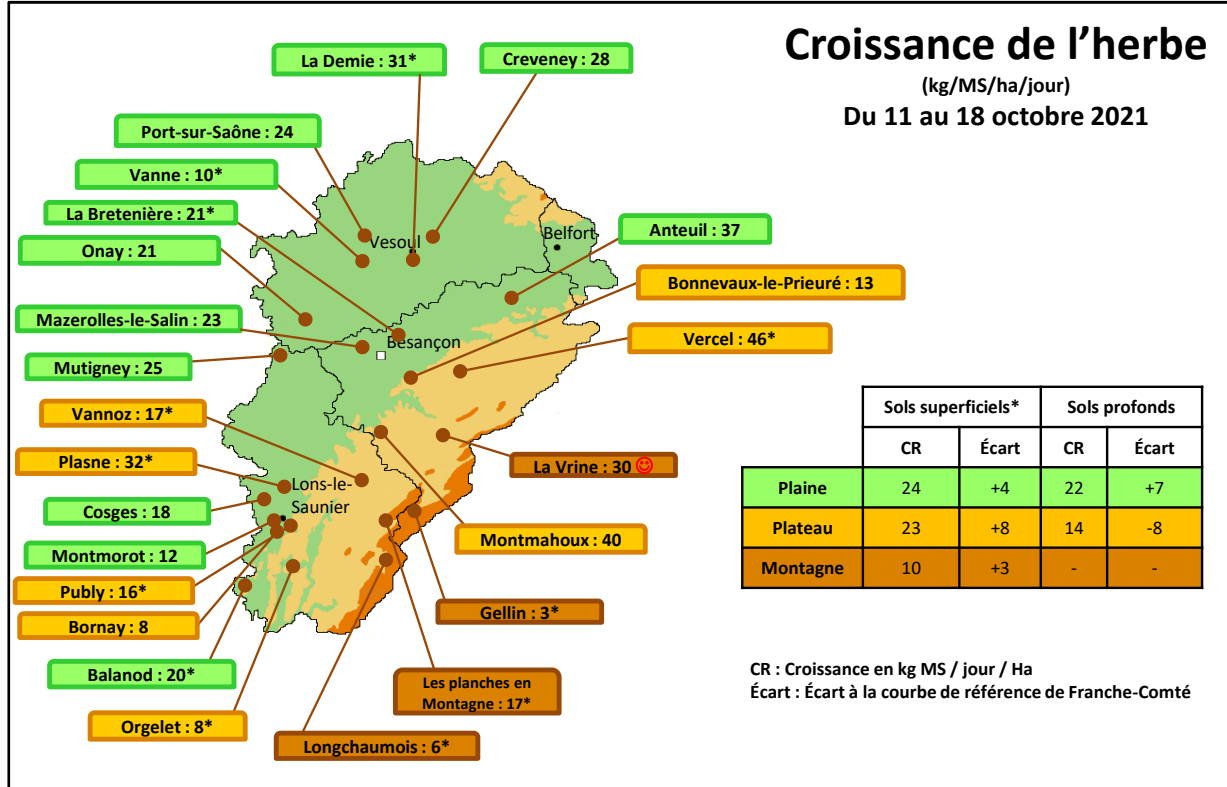 Croissance de l'herbe
(kg/MS/ha/jour)
Du 11 au 18 octobre 2021
La Demie : 31*
Creveney : 28
Port-sur-Saône : 24
Vanne : 10*
La Bretenière : 21*
Onay : 21
Mazerolles-le-Salin : 23
Mutigney : 25
Vannoz : 17*
Plasne : 32*
Cosges : 18
Montmorot : 12
Publy : 16*
Bornay : 8
Balanod : 20*
Orgelet : 8*
Longchaumois : 6*
Les planches en
Montagne : 17*
Gellin : 3*
Montmahoux : 40
La Vrine : 30
Vercel : 46*
Bonnevaux-le-Prieuré : 13
Anteuil : 37
Vesoul
Belfort
Besançon
Lons-le-
Saunier
Sols superficiels* Sols profonds
CR Écart CR Écart
Plaine 24 +4 22 +7
Plateau 23 +8 14 -8
Montagne 10 +3 - -
CR : Croissance en kg MS / jour / Ha
Écart : Écart à la courbe de référence de Franche-Comté